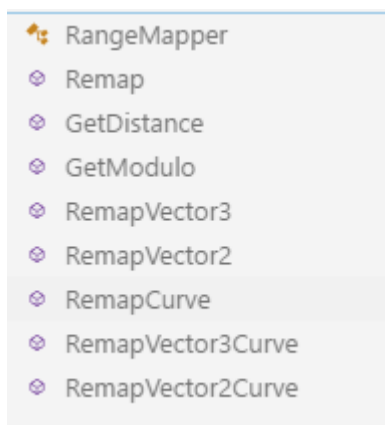 RangeMapper
Remap
GetDistance
GetModulo
RemapVector3
RemapVector2
RemapCurve
RemapVector3Curve
RemapVector2Curve